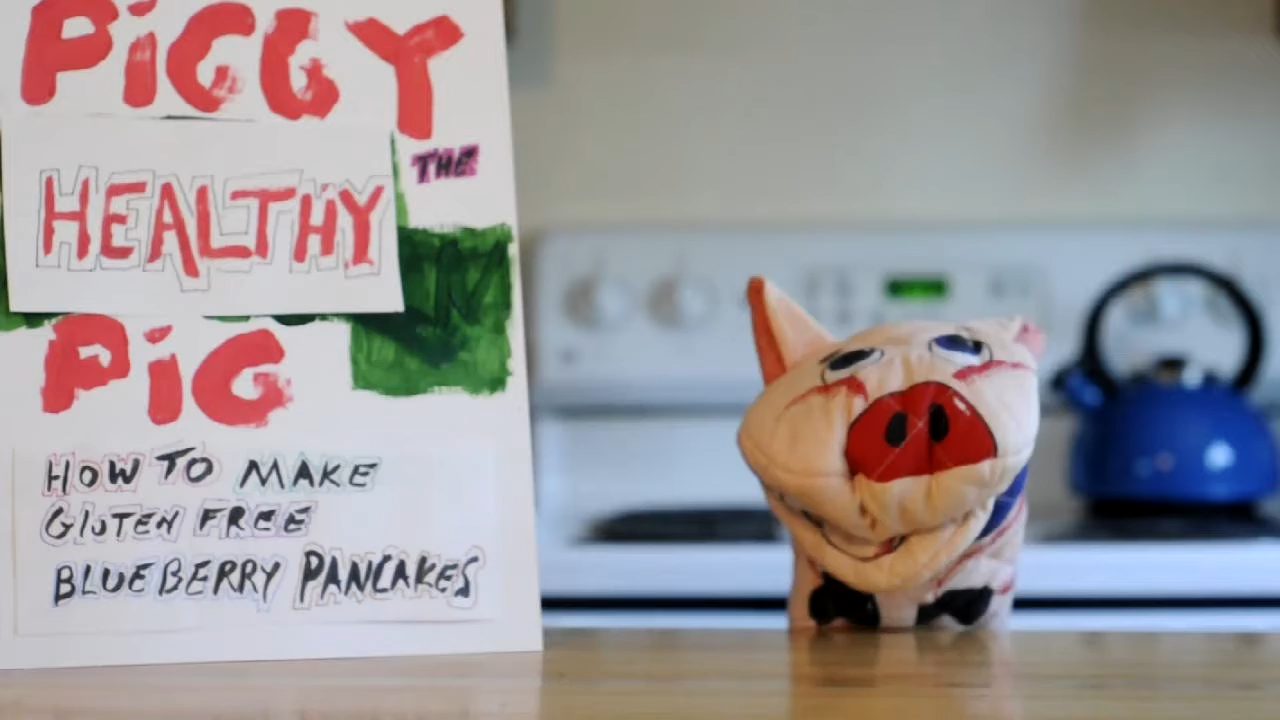 PiGGY
THE
HEALTHY
PiG
HOW TO MAKE
GLUTEN FREE
BLUEBERRY PANCAKES